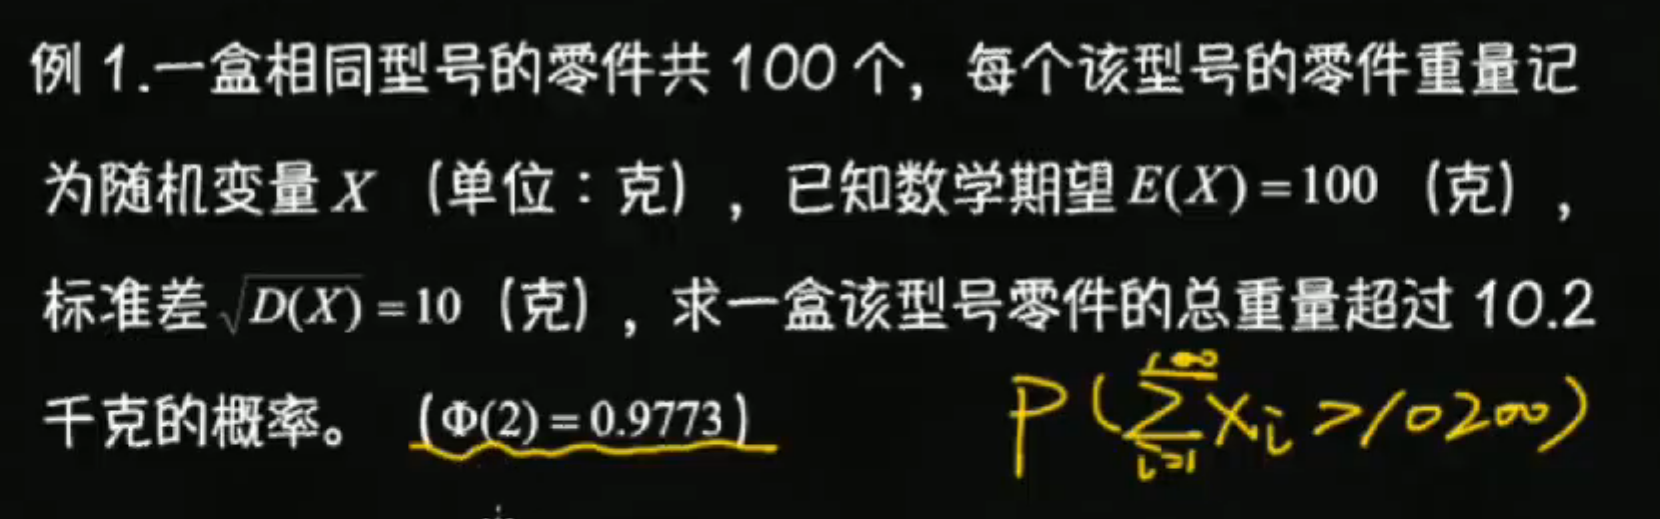 例 1.一盒相同型号的零件共 100 个，每个该型号的零件重量记
为随机变量 X （单位：克），已知数学期望 E(X) = 100 （克），
标准差 √D(X) = 10 （克），求一盒该型号零件的总重量超过 10.2
千克的概率。（Φ(2) = 0.9773）
P(∑_{i=1}^{100} X_i > 10200)